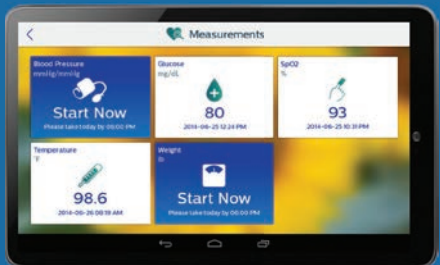 Measurements
Blood Pressure
mmHg/mmHg
Start Now
Please take today by 06:00 PM
Glucose
mg/dL
80
2014-06-25 12:24 PM
SpO2
%
93
2014-06-25 10:31 PM
Temperature
°F
98.6
2014-06-26 08:19 AM
Weight
lb
Start Now
Please take today by 06:00 PM